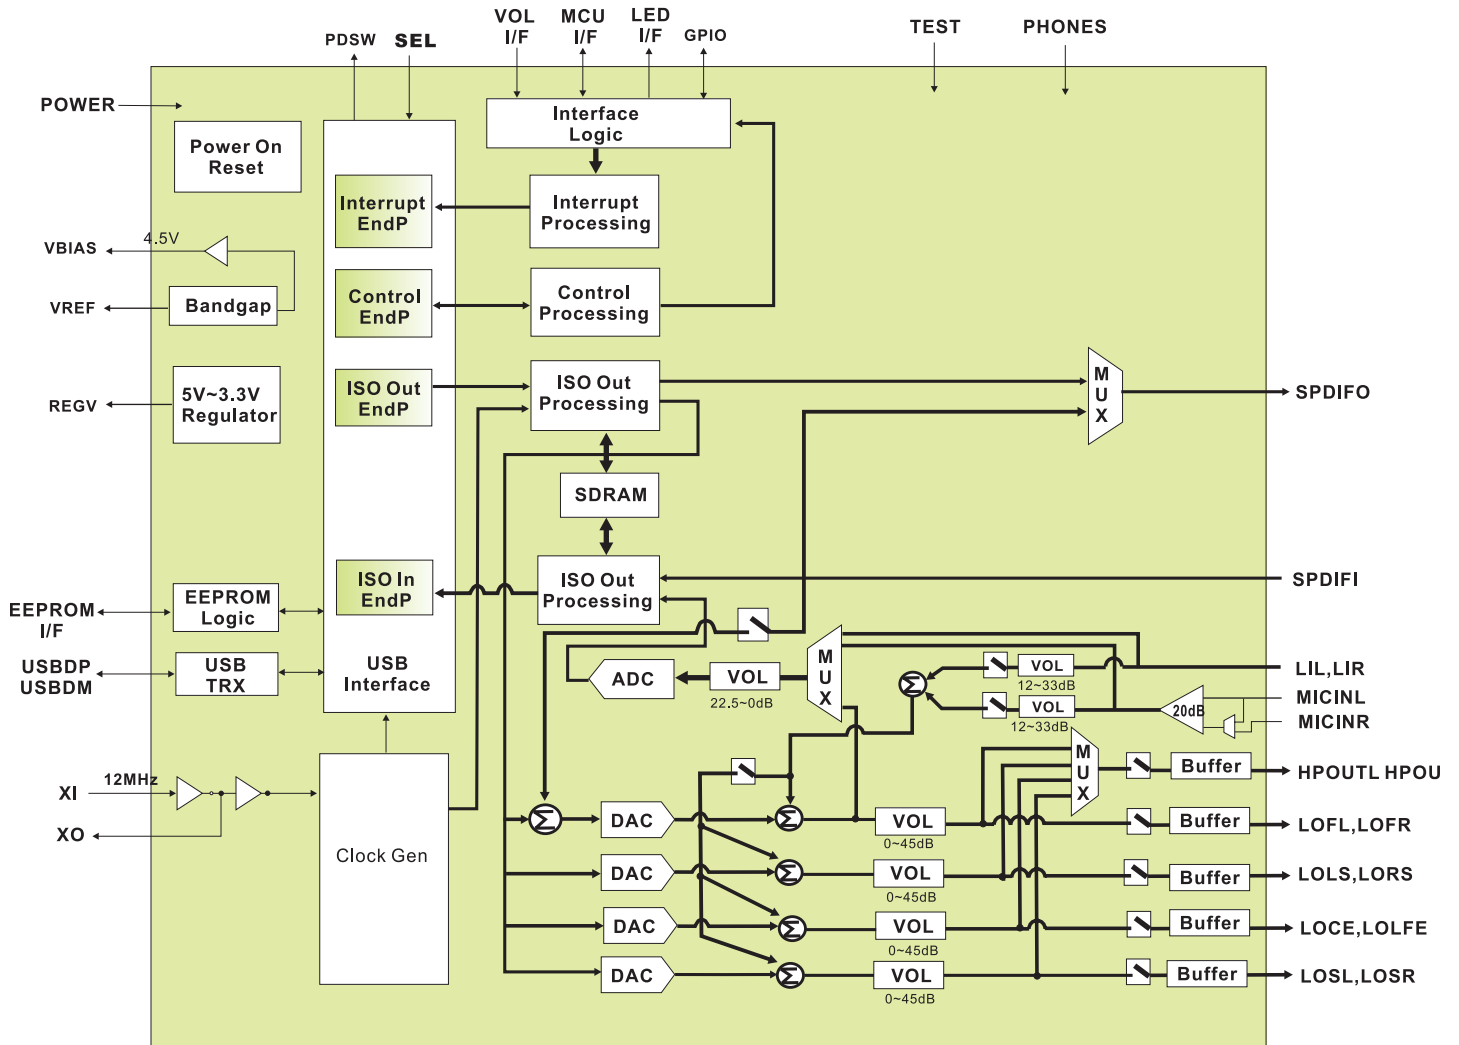 VOL
I/F
MCU
I/F
LED
I/F
GPIO
TEST
PHONES
PDSW
SEL
POWER
Power On
Reset
Interface
Logic
Interrupt
EndP
Interrupt
Processing
4.5V
VBIAS
VREF
Bandgap
Control
EndP
Control
Processing
REGV
5V~3.3V
Regulator
ISO Out
EndP
ISO Out
Processing
M
U
X
SPDIFO
SDRAM
EEPROM
I/F
EEPROM
Logic
ISO In
EndP
ISO Out
Processing
SPDIFI
USBDP
USBDM
USB
TRX
USB
Interface
ADC
VOL
22.5~0dB
M
U
X
VOL
12~33dB
VOL
12~33dB
20dB
LIL,LIR
MICINL
MICINR
XI
12MHz
XO
Clock Gen
M
U
X
Buffer
HPOUTL HPOU
DAC
VOL
0~45dB
Buffer
LOFL,LOFR
DAC
VOL
0~45dB
Buffer
LOLS,LORS
DAC
VOL
0~45dB
Buffer
LOCE,LOLFE
DAC
VOL
0~45dB
Buffer
LOSL,LOSR
Σ
Σ
Σ
Σ
Σ
Σ